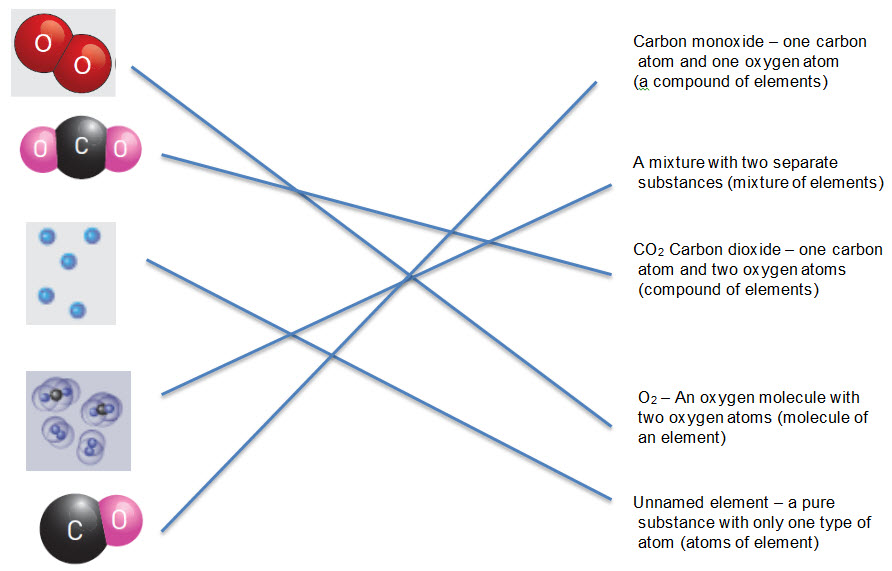 O
O
O C O
C O
Carbon monoxide – one carbon
atom and one oxygen atom
(a compound of elements)
A mixture with two separate
substances (mixture of elements)
CO₂ Carbon dioxide – one carbon
atom and two oxygen atoms
(compound of elements)
O₂ – An oxygen molecule with
two oxygen atoms (molecule of
an element)
Unnamed element – a pure
substance with only one type of
atom (atoms of element)